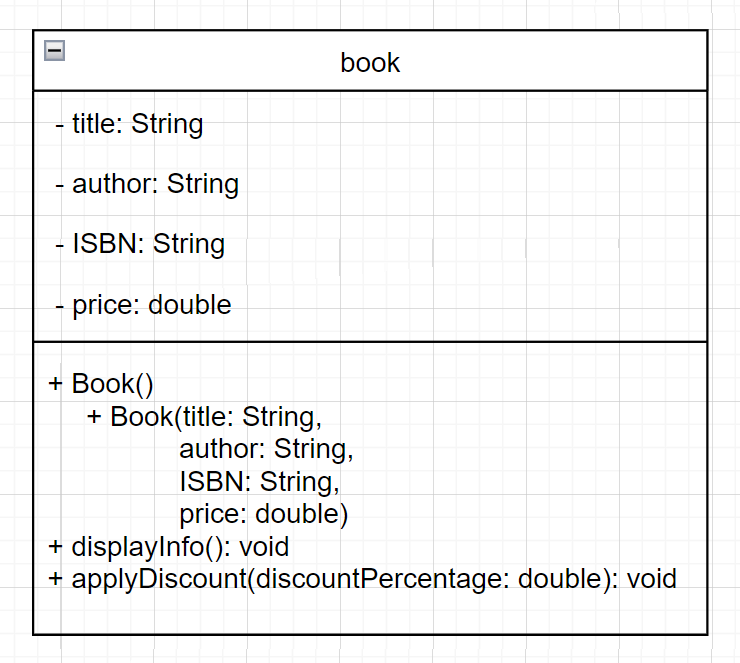 book
- title: String
- author: String
- ISBN: String
- price: double
+ Book()
+ Book(title: String,
author: String,
ISBN: String,
price: double)
+ displayInfo(): void
+ applyDiscount(discountPercentage: double): void